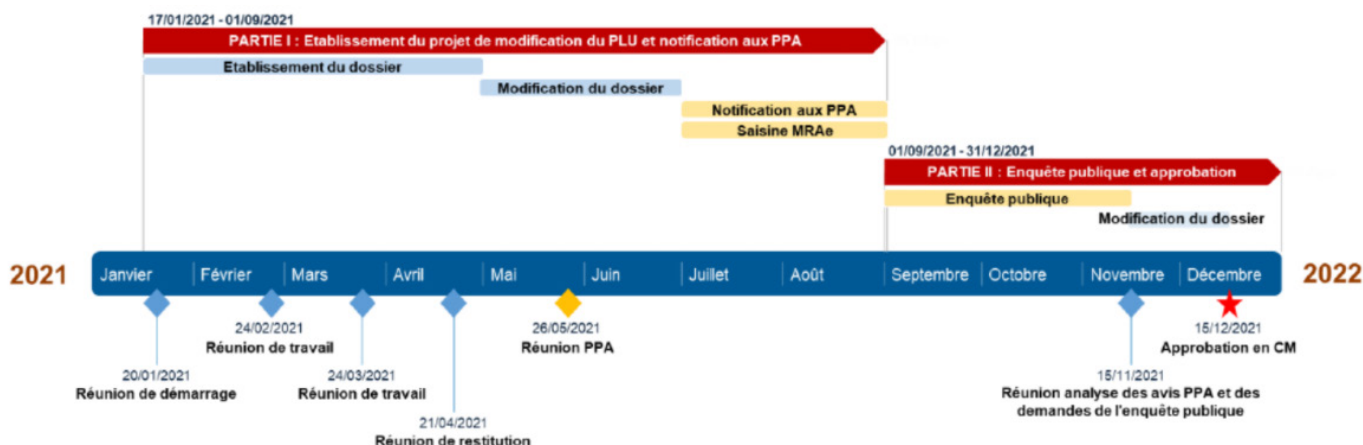 17/01/2021 - 01/09/2021
PARTIE I : Etablissement du projet de modification du PLU et notification aux PPA
Etablissement du dossier
Modification du dossier
Notification aux PPA
Saisine MRAe
01/09/2021 - 31/12/2021
PARTIE II : Enquête publique et approbation
Enquête publique
Modification du dossier
2021 Janvier Février Mars Avril Mai Juin Juillet Août Septembre Octobre Novembre Décembre 2022
24/02/2021
Réunion de travail
26/05/2021
Réunion PPA
15/12/2021
Approbation en CM
20/01/2021
Réunion de démarrage
24/03/2021
Réunion de travail
15/11/2021
Réunion analyse des avis PPA et des
demandes de l'enquête publique
21/04/2021
Réunion de restitution